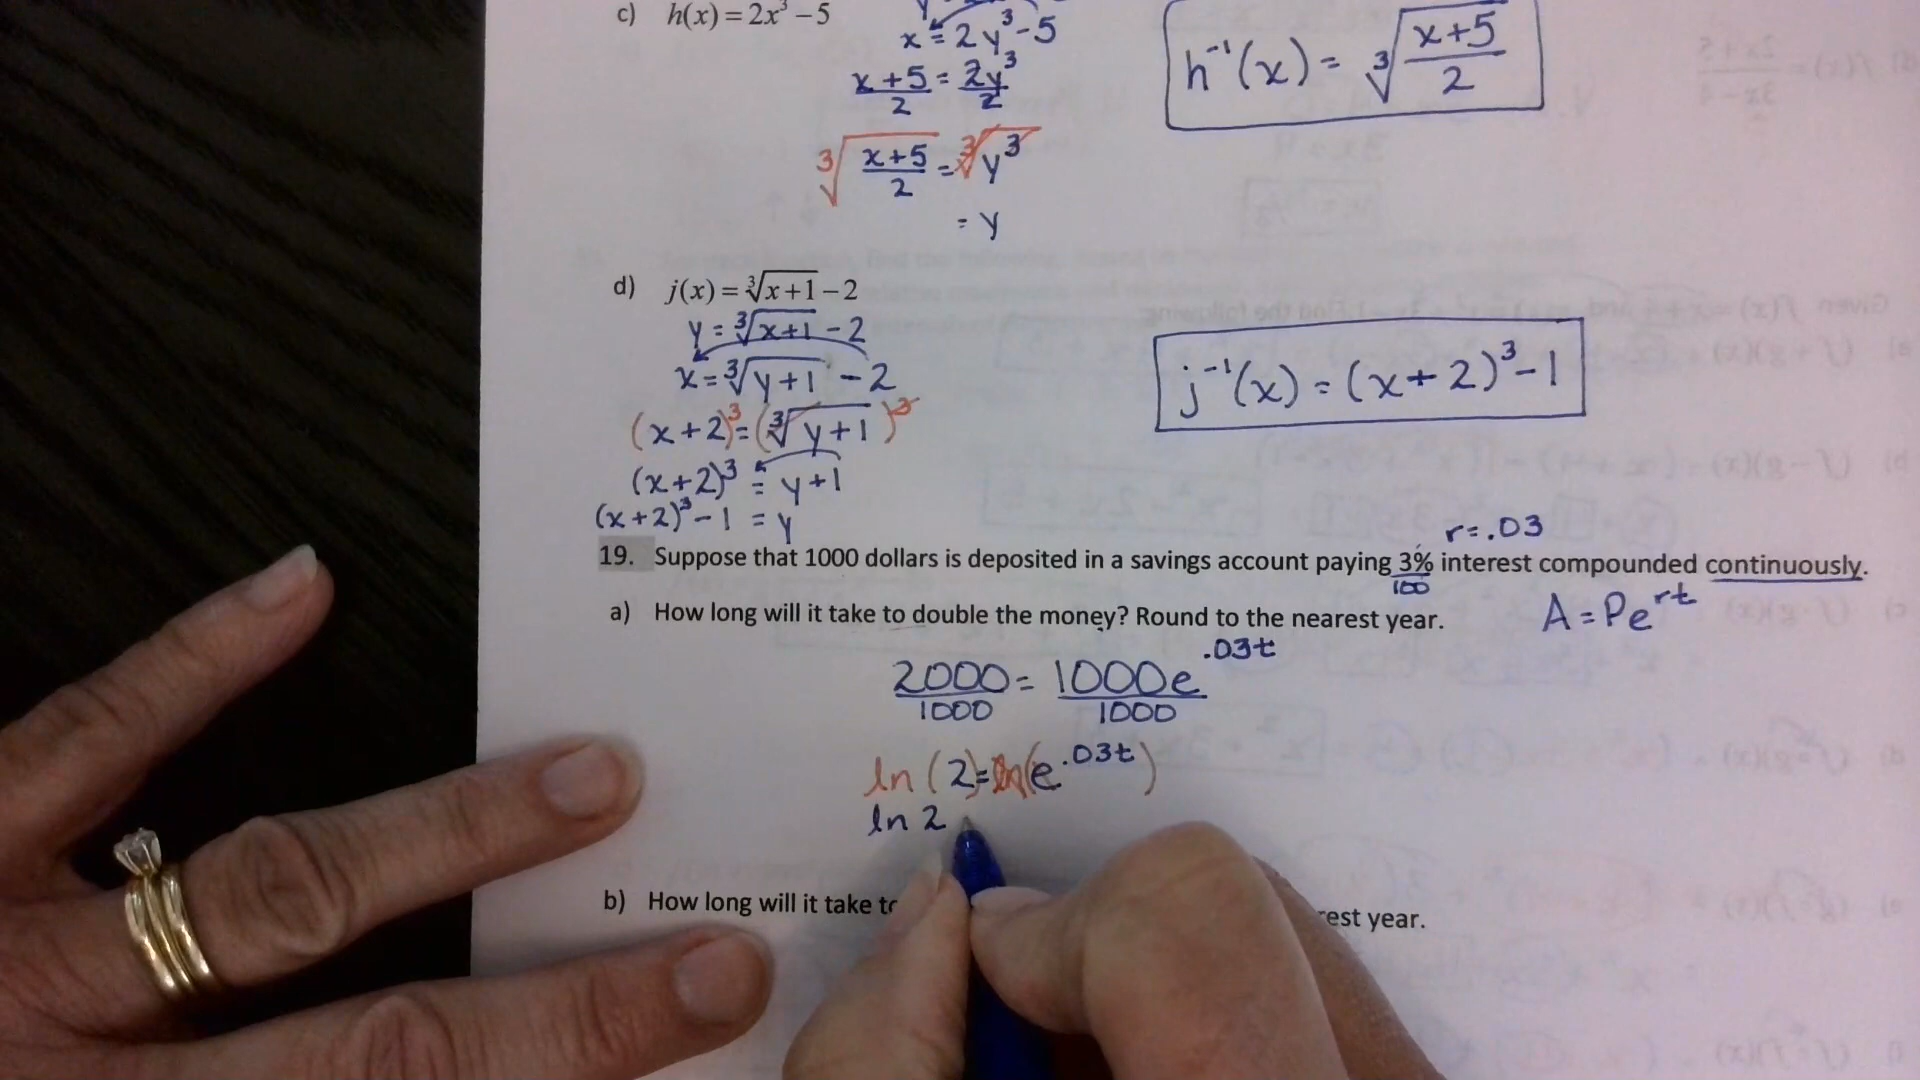 c) h(x) = 2x³ – 5
x = 2y³ - 5
x + 5 = 2y³
2 2
∛(x+5)/2 = ∛y³
= y
h⁻¹(x) = ∛(x+5)/2
d) j(x) = ∛(x+1) – 2
y = ∛(x+1) - 2
x = ∛(y+1) - 2
(x+2)³ = (∛(y+1))³
(x+2)³ = y+1
(x+2)³ - 1 = y
j⁻¹(x) = (x+2)³ - 1
r = .03
19. Suppose that 1000 dollars is deposited in a savings account paying 3% interest compounded continuously.
100
a) How long will it take to double the money? Round to the nearest year.
A = Pe^rt
2000 = 1000e^.03t
1000 1000
ln (2) = ln(e^.03t)
ln 2
b) How long will it take
year.